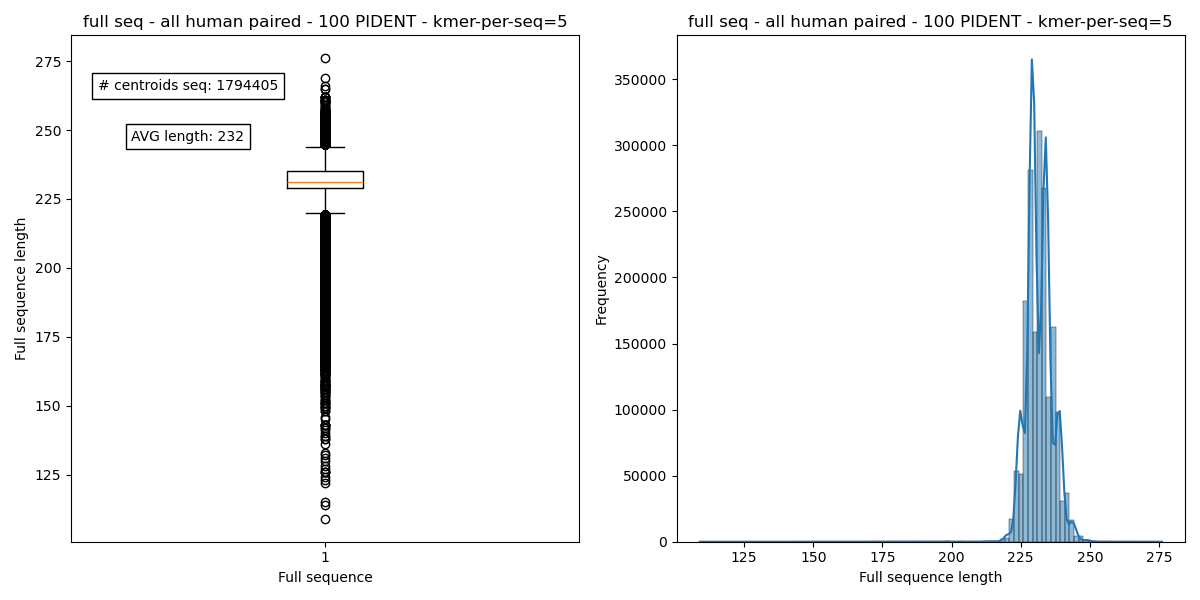 full seq - all human paired - 100 PIDENT - kmer-per-seq=5
# centroids seq: 1794405
AVG length: 232
275
250
225
200
175
150
125
Full sequence length
1
Full sequence
full seq - all human paired - 100 PIDENT - kmer-per-seq=5
350000
300000
250000
200000
150000
100000
50000
0
Frequency
125 150 175 200 225 250 275
Full sequence length